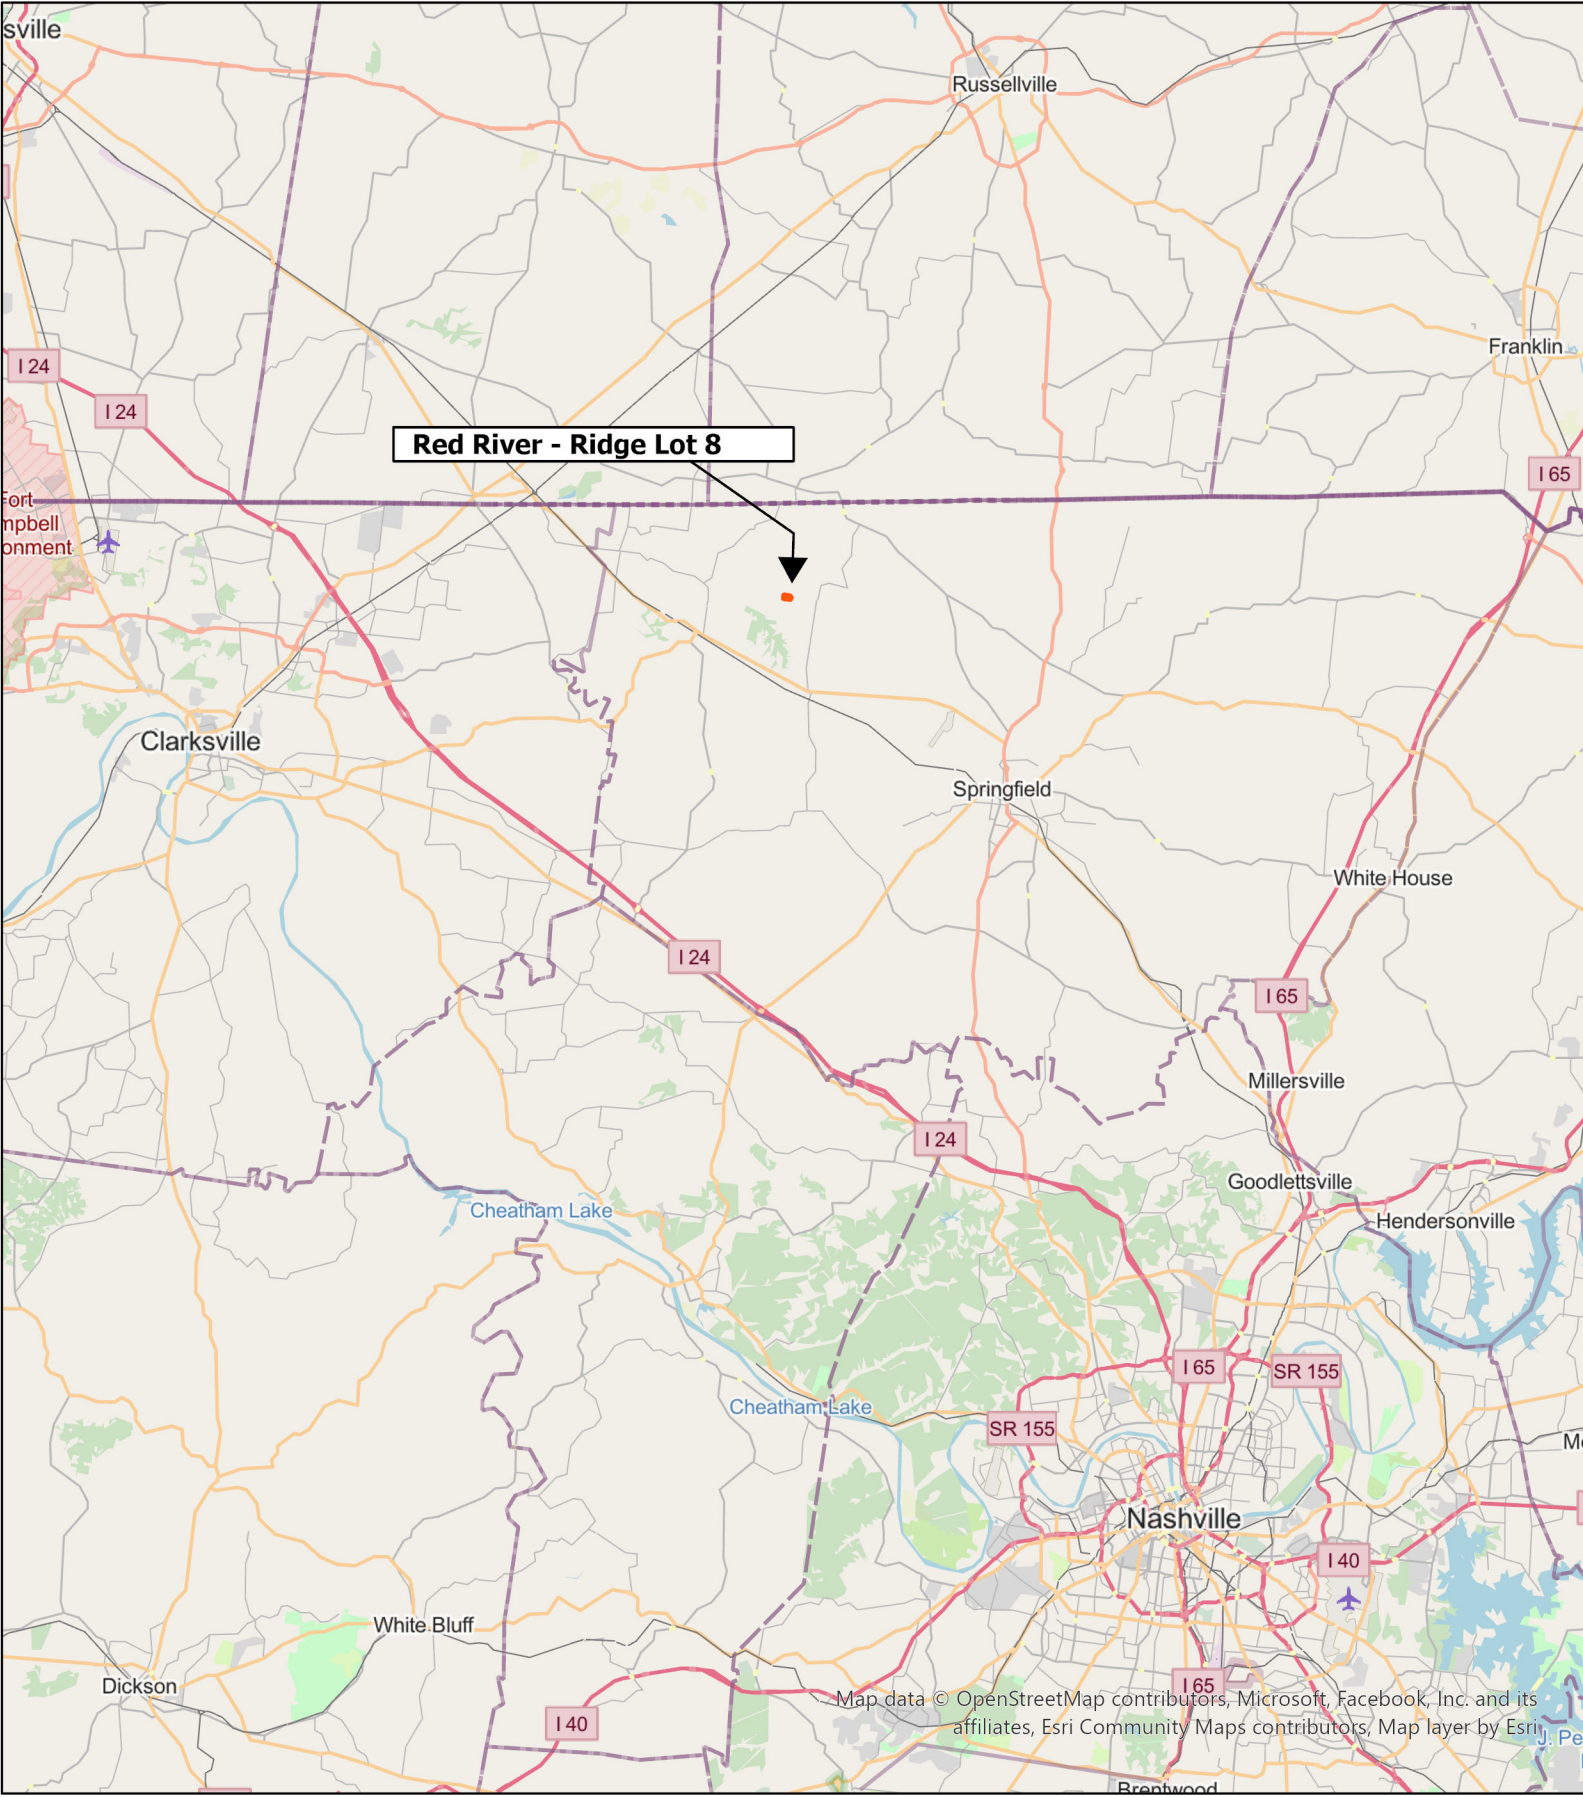 sville
Russellville
Franklin
I 24
I 24
Red River - Ridge Lot 8
I 65
Fort
mpbell
onment
Clarksville
Springfield
White House
I 24
I 65
Millersville
I 24
Goodlettsville
Cheatham Lake
Hendersonville
I 65
SR 155
Cheatham Lake
SR 155
Nashville
I 40
White Bluff
Dickson
I 65
I 40
Map data © OpenStreetMap contributors, Microsoft, Facebook, Inc. and its
affiliates, Esri Community Maps contributors, Map layer by Esri
J. Pe
Brentwood